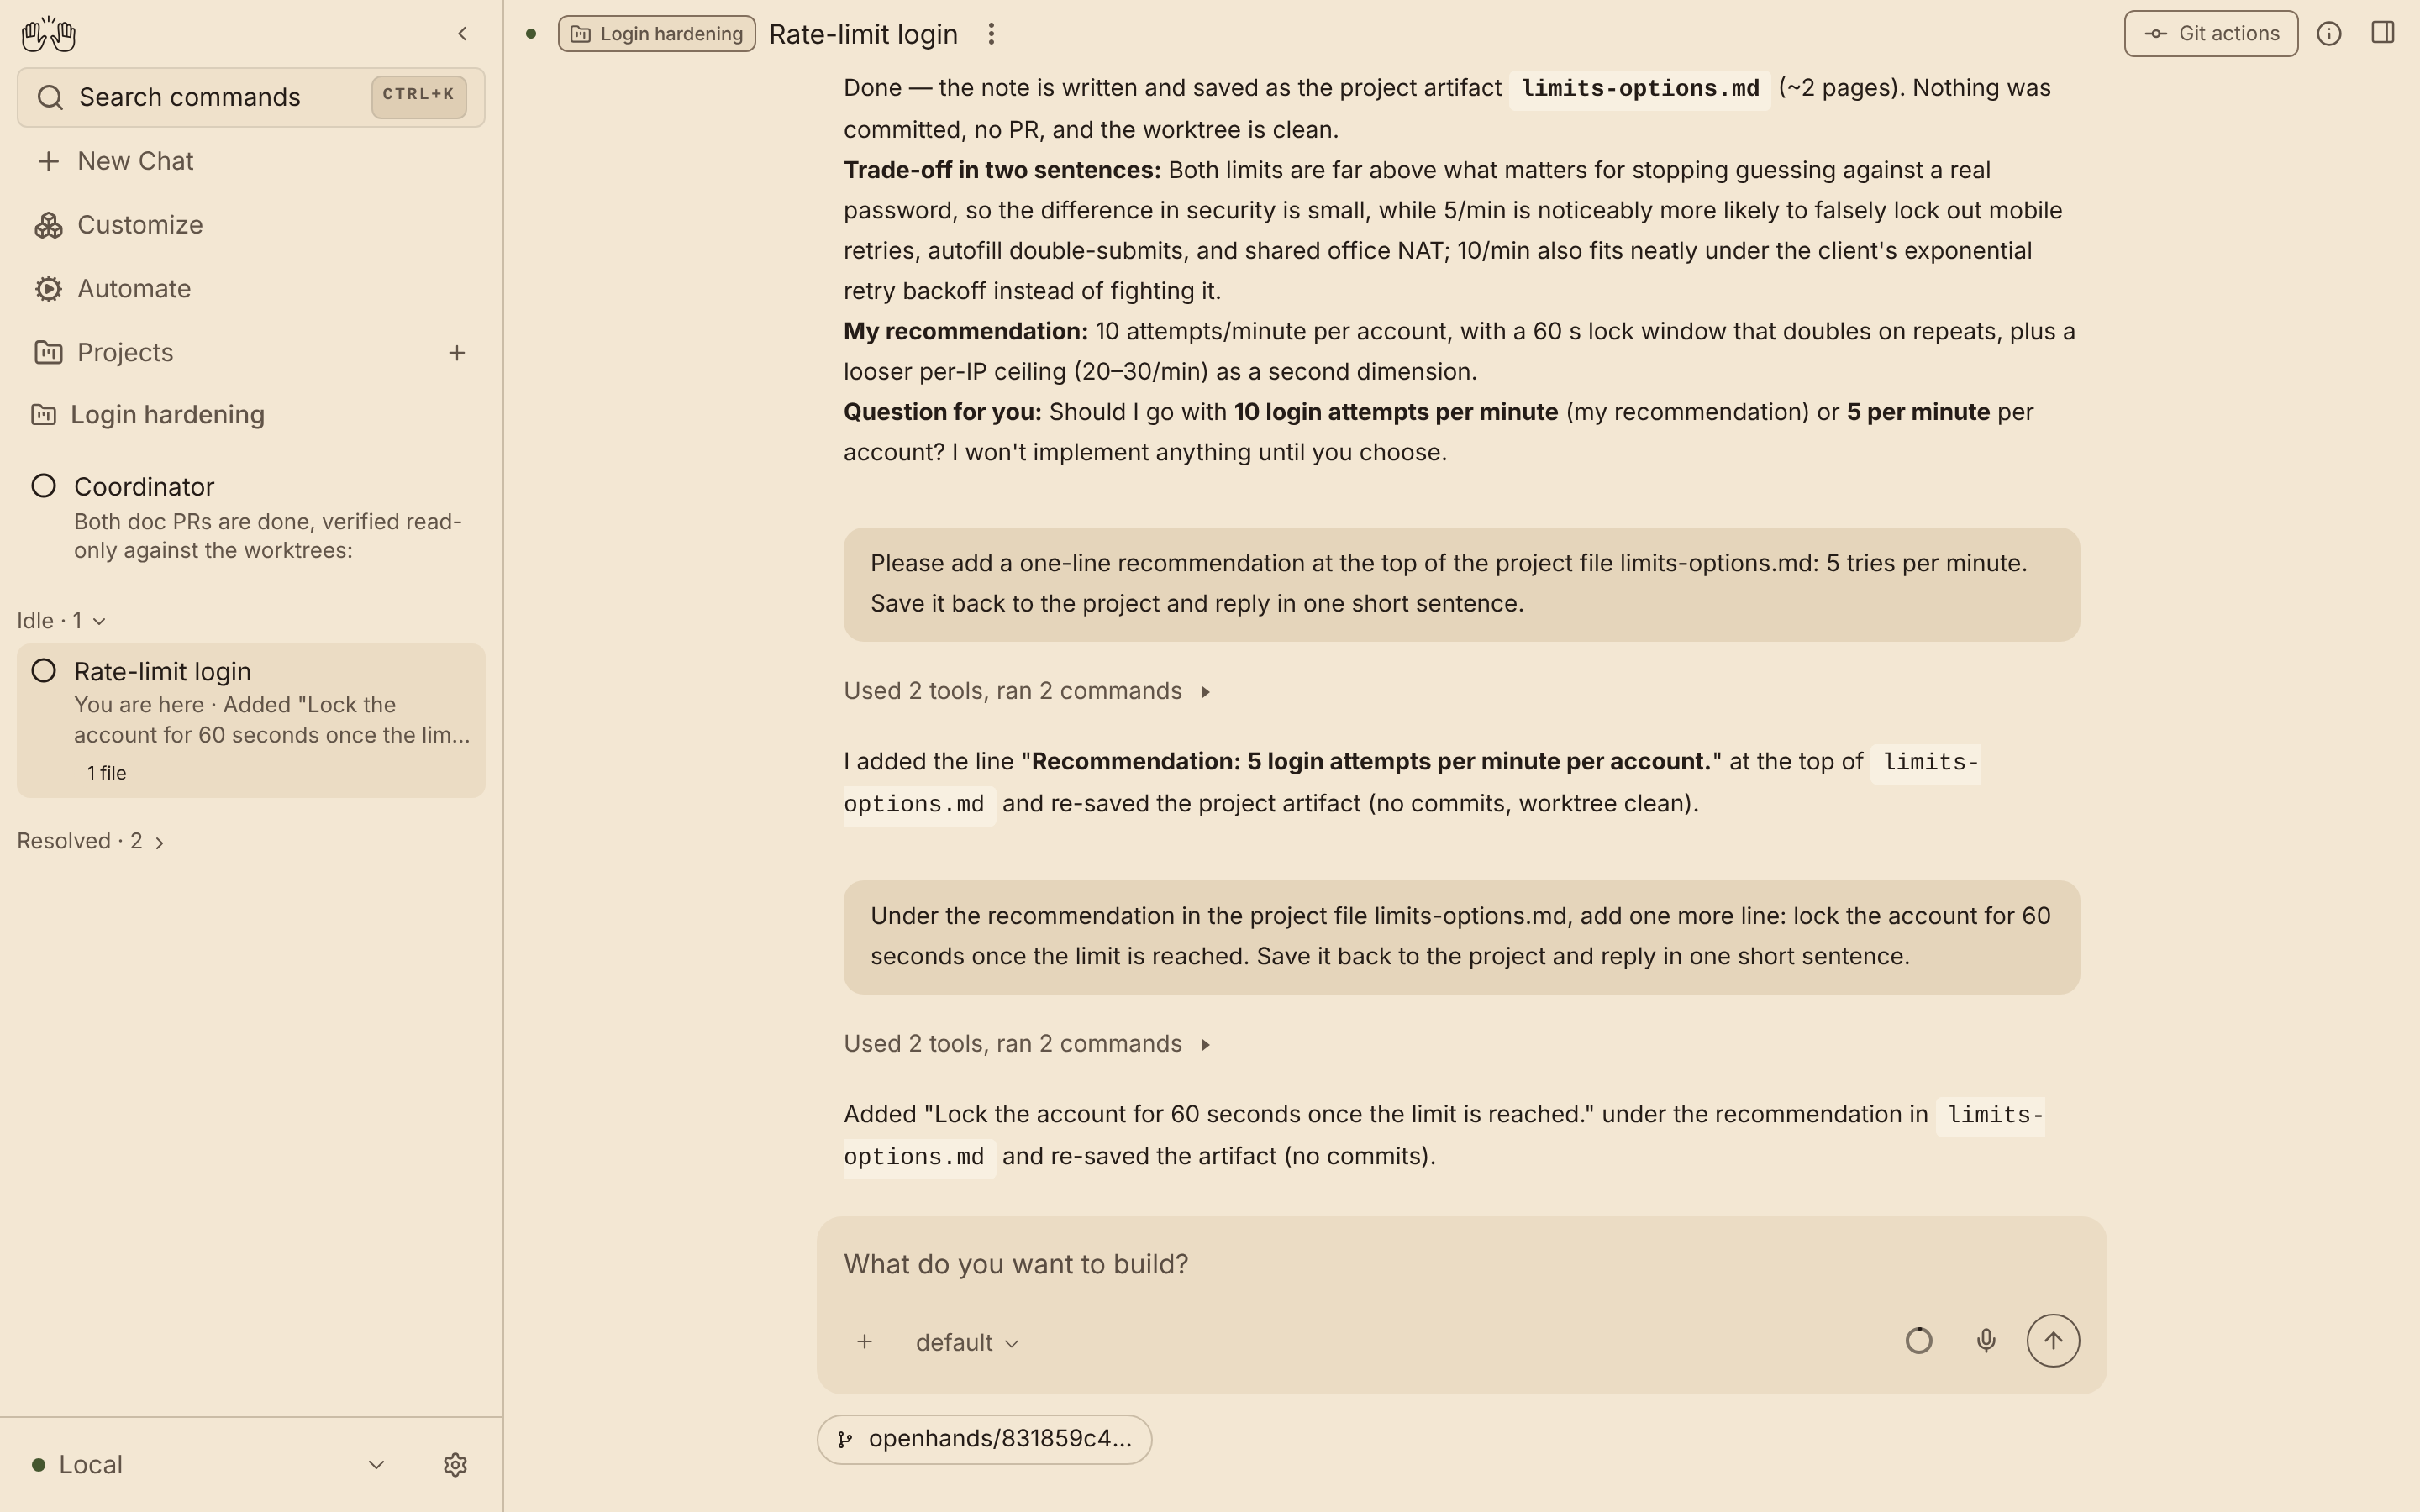 Search commands
CTRL+K
New Chat
Customize
Automate
Projects
Login hardening
Coordinator
Both doc PRs are done, verified read-
only against the worktrees:
Idle · 1
Rate-limit login
You are here · Added "Lock the
account for 60 seconds once the lim...
1 file
Resolved · 2
Local
Login hardening
Rate-limit login
Git actions
Done — the note is written and saved as the project artifact limits-options.md (~2 pages). Nothing was
committed, no PR, and the worktree is clean.
Trade-off in two sentences: Both limits are far above what matters for stopping guessing against a real
password, so the difference in security is small, while 5/min is noticeably more likely to falsely lock out mobile
retries, autofill double-submits, and shared office NAT; 10/min also fits neatly under the client's exponential
retry backoff instead of fighting it.
My recommendation: 10 attempts/minute per account, with a 60 s lock window that doubles on repeats, plus a
looser per-IP ceiling (20–30/min) as a second dimension.
Question for you: Should I go with 10 login attempts per minute (my recommendation) or 5 per minute per
account? I won't implement anything until you choose.
Please add a one-line recommendation at the top of the project file limits-options.md: 5 tries per minute.
Save it back to the project and reply in one short sentence.
Used 2 tools, ran 2 commands
I added the line "Recommendation: 5 login attempts per minute per account." at the top of limits-
options.md and re-saved the project artifact (no commits, worktree clean).
Under the recommendation in the project file limits-options.md, add one more line: lock the account for 60
seconds once the limit is reached. Save it back to the project and reply in one short sentence.
Used 2 tools, ran 2 commands
Added "Lock the account for 60 seconds once the limit is reached." under the recommendation in limits-
options.md and re-saved the artifact (no commits).
What do you want to build?
default
openhands/831859c4...